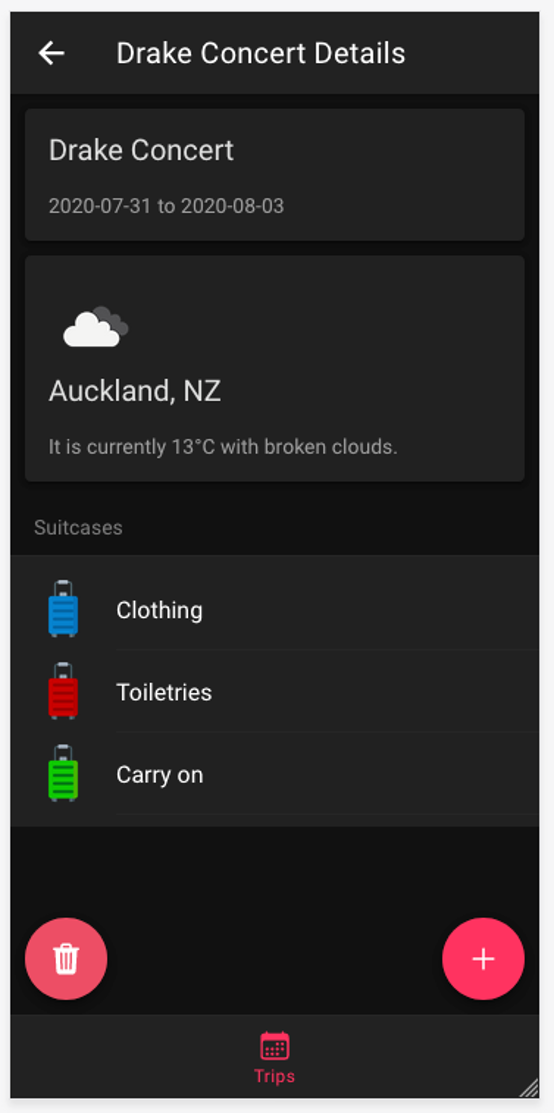 Drake Concert Details
Drake Concert
2020-07-31 to 2020-08-03
Auckland, NZ
It is currently 13°C with broken clouds.
Suitcases
Clothing
Toiletries
Carry on
Trips